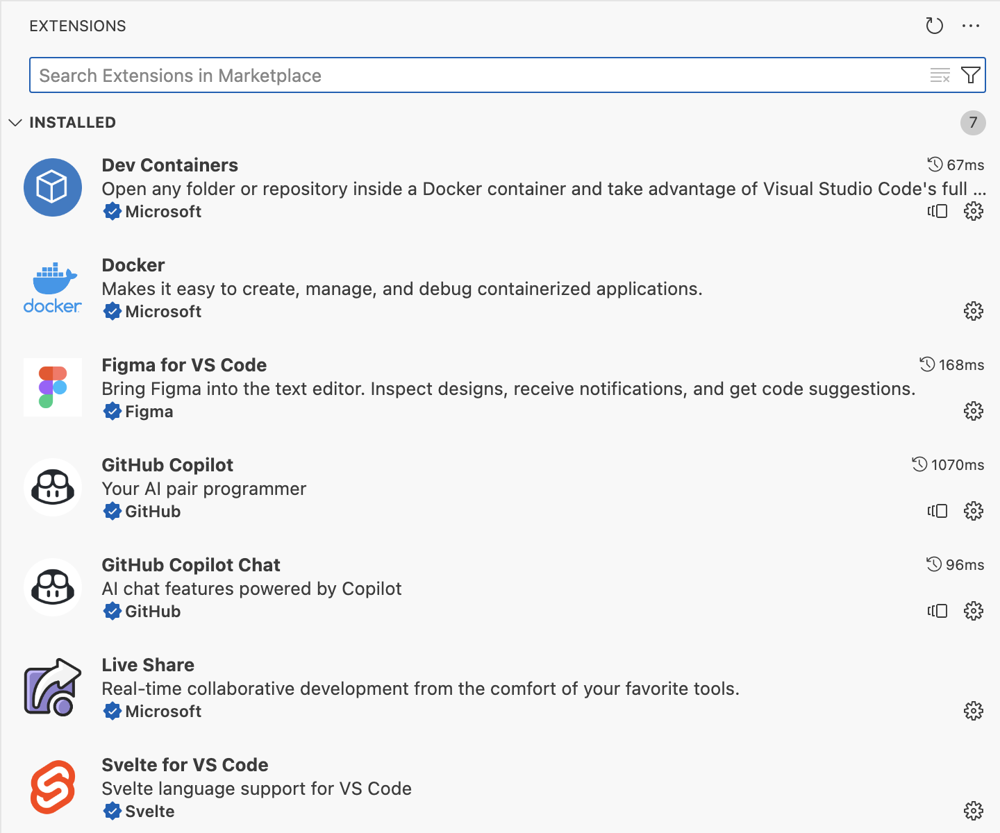 EXTENSIONS
Search Extensions in Marketplace
INSTALLED
7
Dev Containers
67ms
Open any folder or repository inside a Docker container and take advantage of Visual Studio Code's full ...
Microsoft
docker
Docker
Makes it easy to create, manage, and debug containerized applications.
Microsoft
Figma for VS Code
168ms
Bring Figma into the text editor. Inspect designs, receive notifications, and get code suggestions.
Figma
GitHub Copilot
1070ms
Your AI pair programmer
GitHub
GitHub Copilot Chat
96ms
AI chat features powered by Copilot
GitHub
Live Share
Real-time collaborative development from the comfort of your favorite tools.
Microsoft
Svelte for VS Code
Svelte language support for VS Code
Svelte